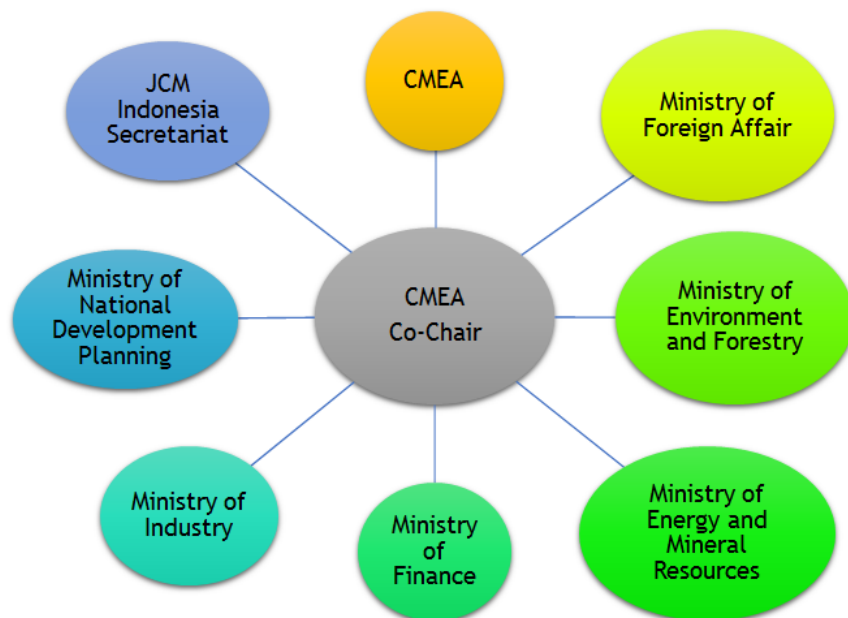 JCM
Indonesia
Secretariat
CMEA
Ministry of
Foreign Affair
Ministry of
National
Development
Planning
CMEA
Co-Chair
Ministry of
Environment
and Forestry
Ministry of
Industry
Ministry
of
Finance
Ministry of
Energy and
Mineral
Resources